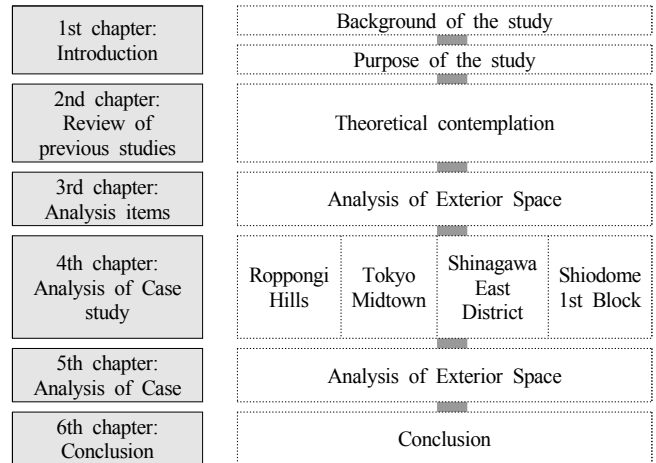 1st chapter:
Introduction
Background of the study
Purpose of the study
2nd chapter:
Review of
previous studies
Theoretical contemplation
3rd chapter:
Analysis items
Analysis of Exterior Space
4th chapter:
Analysis of Case
study
Roppongi
Hills
Tokyo
Midtown
Shinagawa
East
District
Shiodome
1st Block
5th chapter:
Analysis of Case
Analysis of Exterior Space
6th chapter:
Conclusion
Conclusion